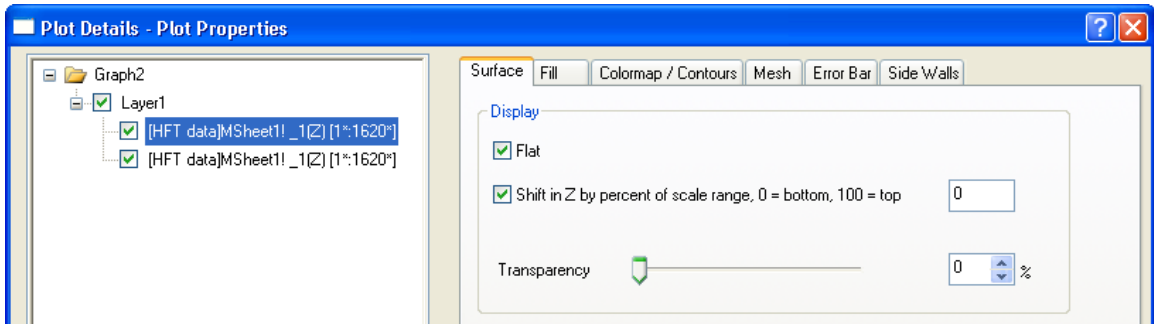 Plot Details - Plot Properties
Graph2
Layer1
[HFT data]MSheet1! _1(Z) [1*:1620*]
[HFT data]MSheet1! _1(Z) [1*:1620*]
Surface Fill Colormap / Contours Mesh Error Bar Side Walls
Display
Flat
Shift in Z by percent of scale range, 0 = bottom, 100 = top 0
Transparency 0 %